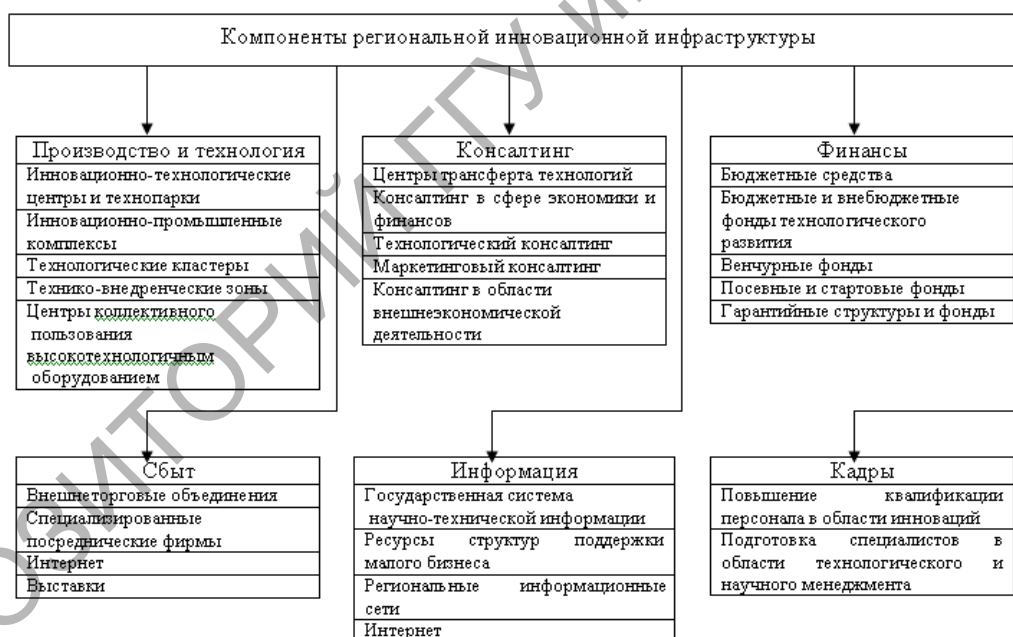 Компоненты региональной инновационной инфраструктуры
Производство и технология
Инновационно-технологические
центры и технопарки
Инновационно-промышленные
комплексы
Технологические кластеры
Технико-внедренческие зоны
Центры коллективного
пользования
высокотехнологичным
оборудованием
Консалтинг
Центры трансферта технологий
Консалтинг в сфере экономики и
финансов
Технологический консалтинг
Маркетинговый консалтинг
Консалтинг в области
внешнеэкономической
деятельности
Финансы
Бюджетные средства
Бюджетные и внебюджетные
фонды технологического
развития
Венчурные фонды
Посевные и стартовые фонды
Гарантийные структуры и фонды
Сбыт
Внешнеторговые объединения
Специализированные
посреднические фирмы
Интернет
Выставки
Информация
Государственная система
научно-технической информации
Ресурсы структур поддержки
малого бизнеса
Региональные информационные
сети
Интернет
Кадры
Повышение квалификации
персонала в области инноваций
Подготовка специалистов в
области технологического и
научного менеджмента
ОЗИТОРИЙ ГГУ И